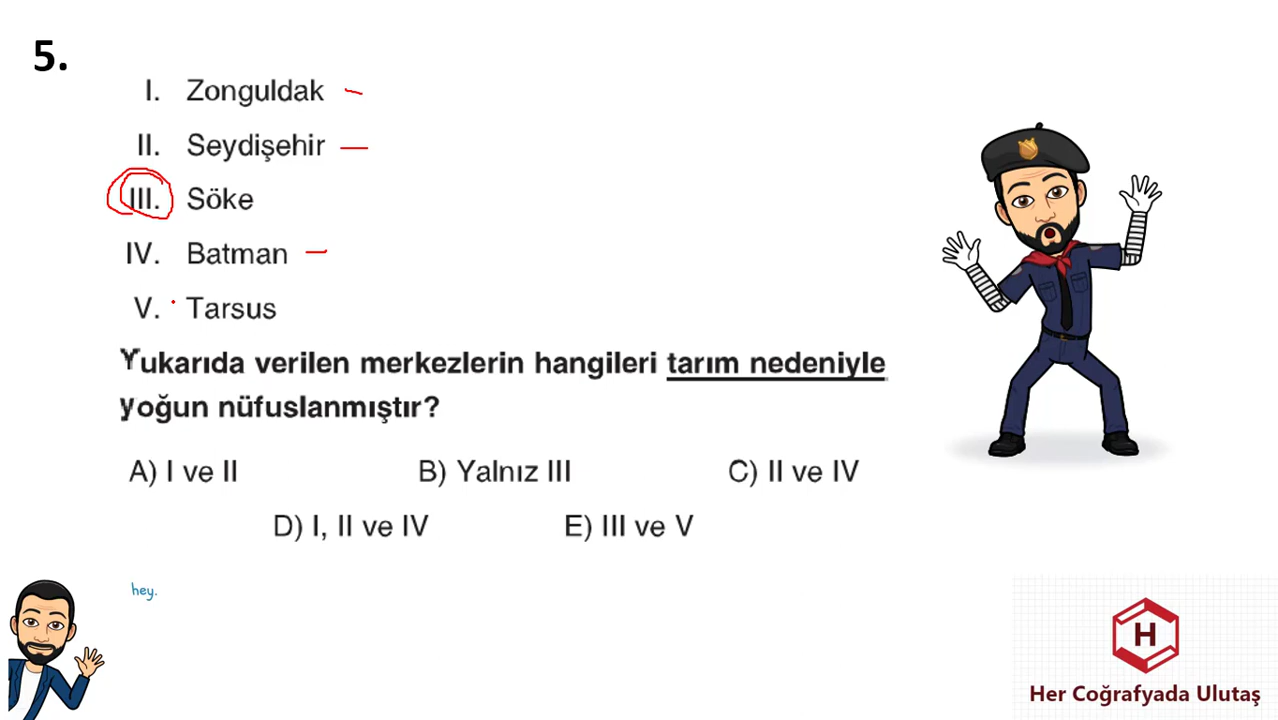 5.
I. Zonguldak
II. Seydişehir
III. Söke
IV. Batman
V. Tarsus
Yukarıda verilen merkezlerin hangileri tarım nedeniyle
yoğun nüfuslanmıştır?
A) I ve II B) Yalnız III C) II ve IV
D) I, II ve IV E) III ve V
hey.
H
Her Coğrafyada Ulutaş